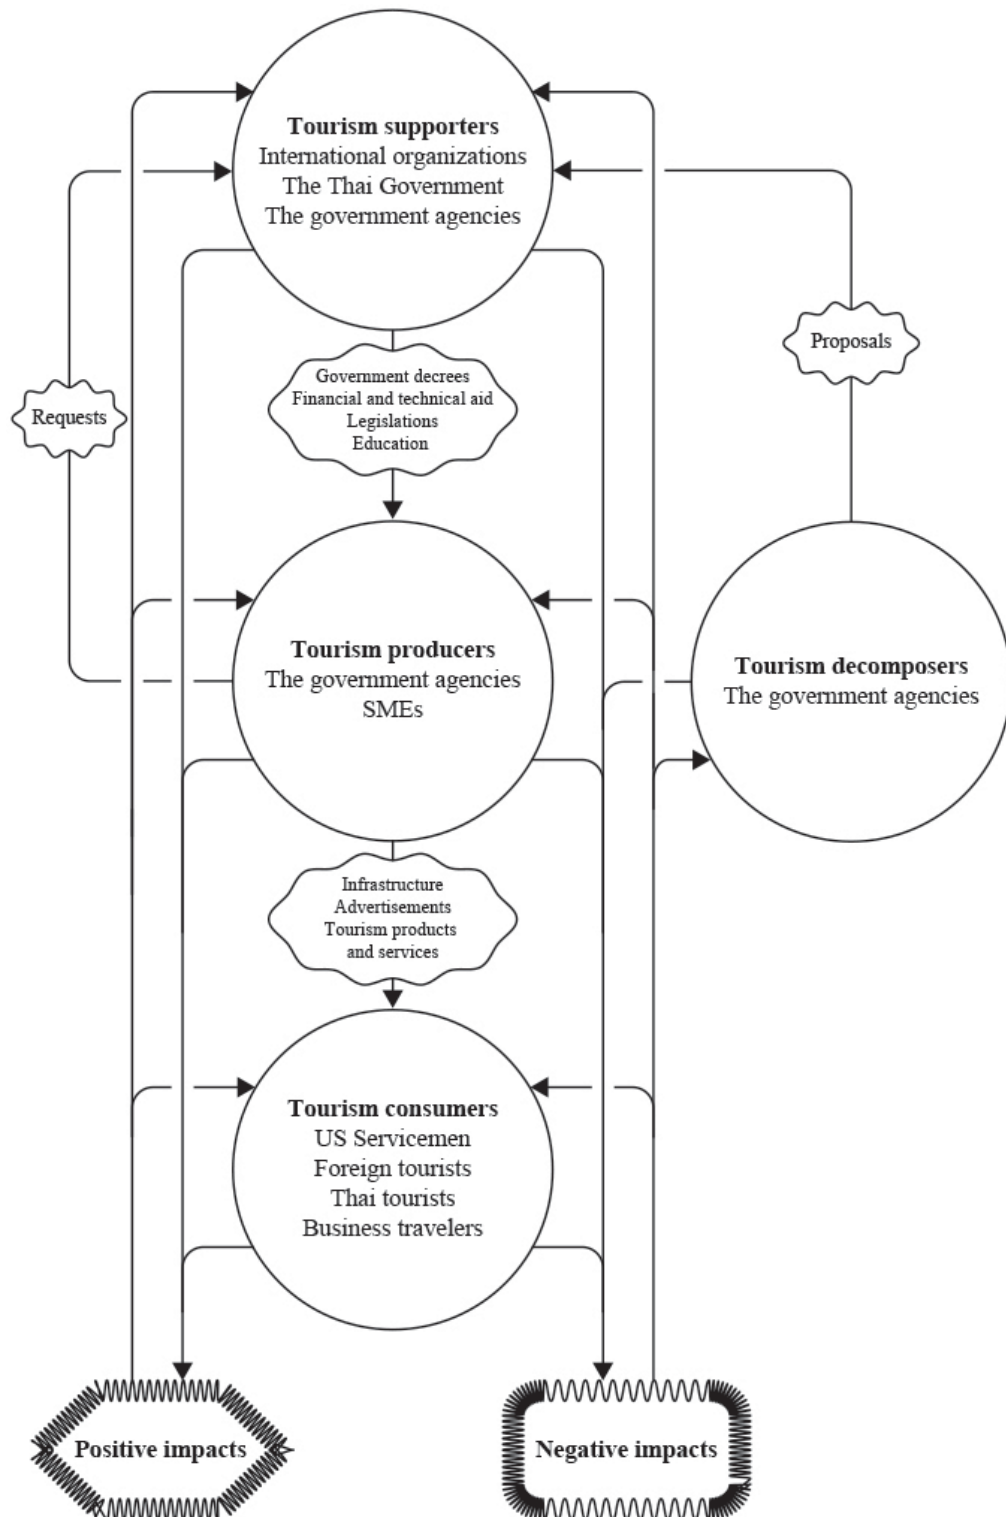 Tourism supporters
International organizations
The Thai Government
The government agencies
Proposals
Government decrees
Financial and technical aid
Legislations
Education
Requests
Tourism producers
The government agencies
SMEs
Tourism decomposers
The government agencies
Infrastructure
Advertisements
Tourism products
and services
Tourism consumers
US Servicemen
Foreign tourists
Thai tourists
Business travelers
Positive impacts
Negative impacts